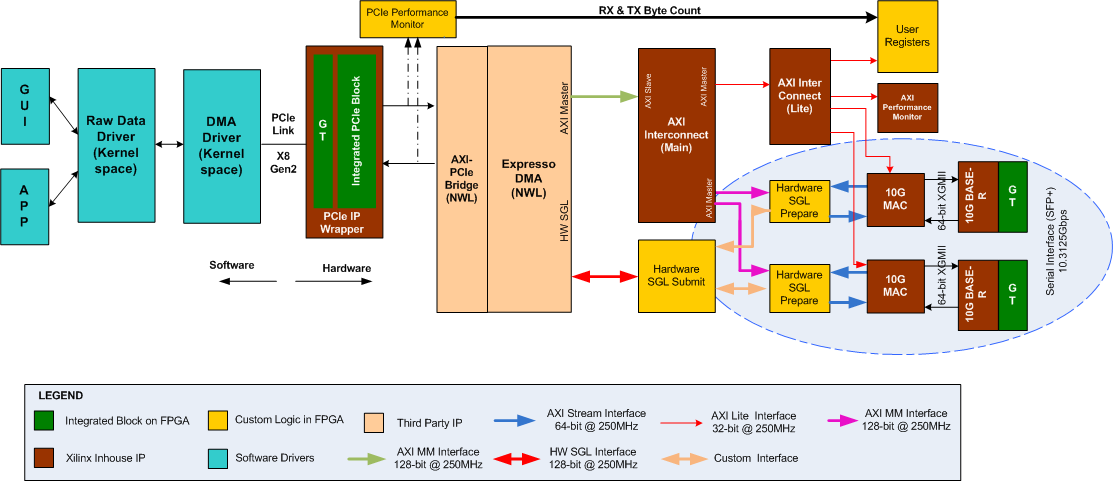 PCIe Performance
Monitor
RX & TX Byte Count
User
Registers
G
U
I
A
P
P
Raw Data
Driver
(Kernel
space)
DMA
Driver
(Kernel
space)
PCIe
Link
X8
Gen2
G
T
Integrated PCIe Block
PCIe IP
Wrapper
AXI-
PCIe
Bridge
(NWL)
Expresso
DMA
(NWL)
AXI Master
HW SGL
AXI Slave
AXI Master
AXI
Interconnect
(Main)
AXI Master
AXI Inter
Connect
(Lite)
AXI
Performance
Monitor
Hardware
SGL
Prepare
10G
MAC
64-bit XGMII
10G BASE-
R
G
T
Hardware
SGL Submit
Hardware
SGL
Prepare
10G
MAC
64-bit XGMII
10G BASE-
R
G
T
Serial Interface (SFP+)
10.3125Gbps
Software
Hardware
LEGEND
Integrated Block on FPGA
Custom Logic in FPGA
Third Party IP
AXI Stream Interface
64-bit @ 250MHz
AXI Lite Interface
32-bit @ 250MHz
AXI MM Interface
128-bit @ 250MHz
Xilinx Inhouse IP
Software Drivers
AXI MM Interface
128-bit @ 250MHz
HW SGL Interface
128-bit @ 250MHz
Custom Interface